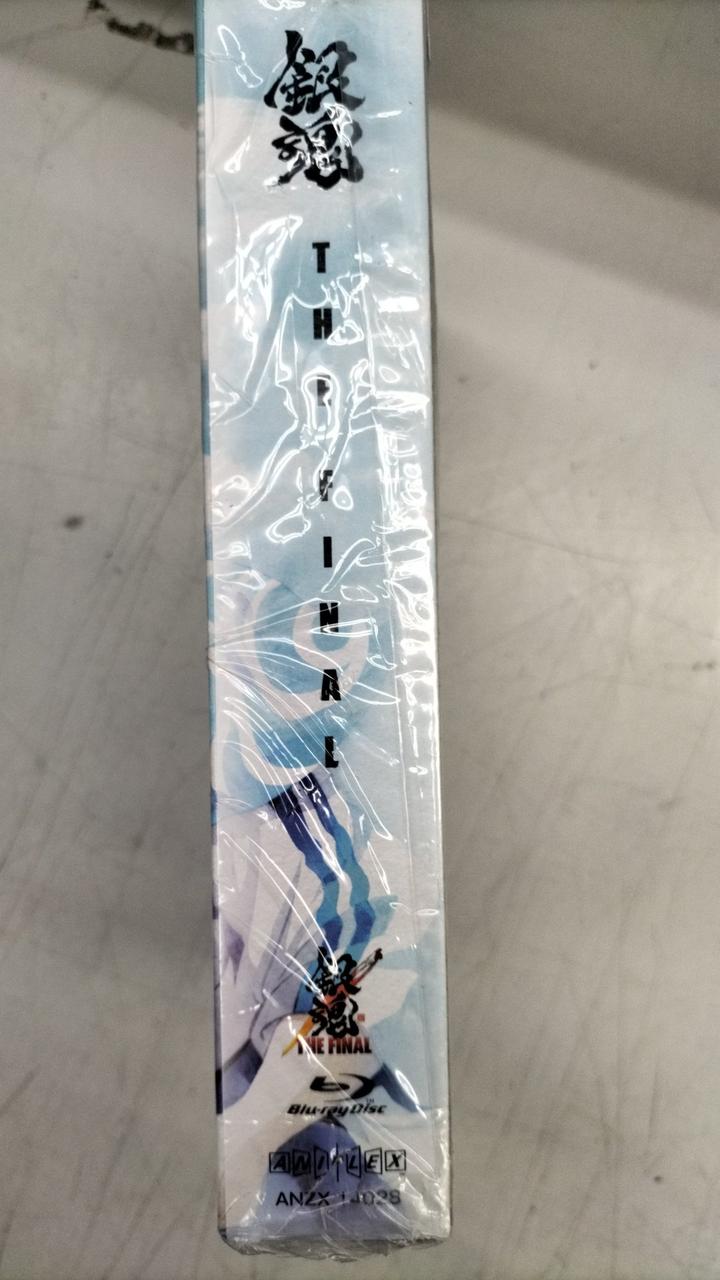 銀魂
THE FINAL
銀魂
THE FINAL
Blu-ray Disc
ANIPLEX